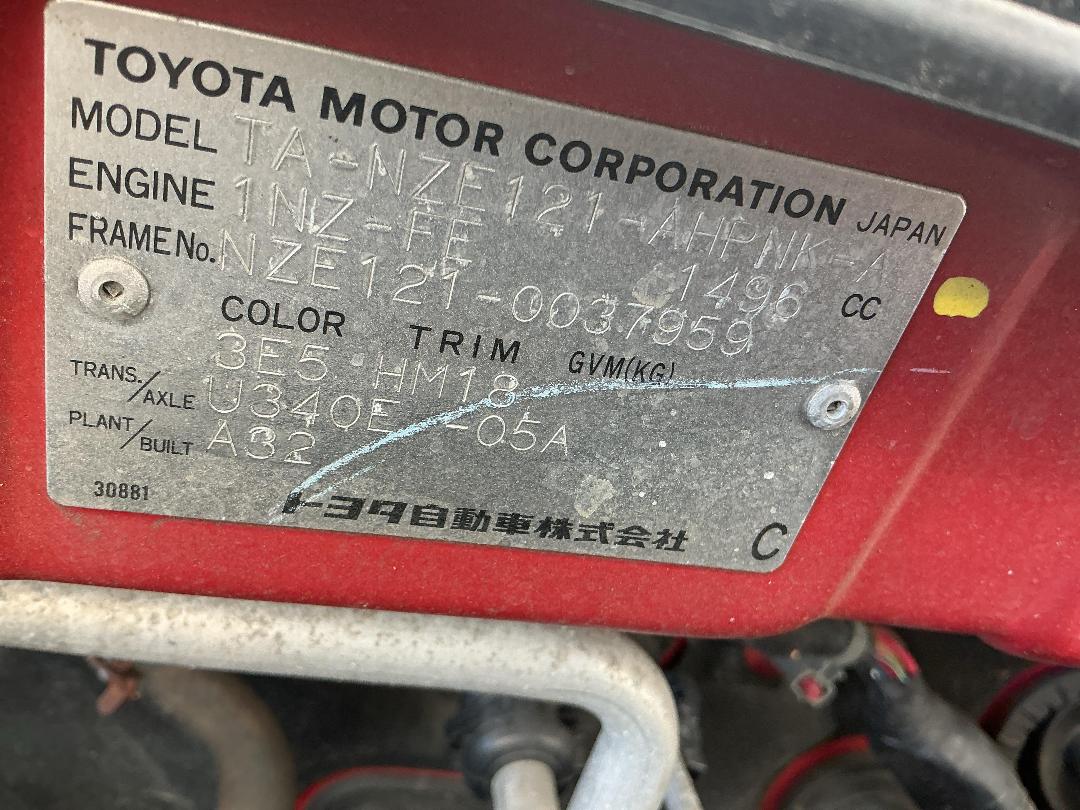 TOYOTA MOTOR CORPORATION JAPAN
MODEL TA-NZE121-AHPNK-A
ENGINE 1NZ-FE 1496 CC
FRAME No. NZE121-0037959
COLOR TRIM GVM(KG)
3E5 HM18
TRANS./AXLE U340E -05A
PLANT/BUILT A32
30881
トヨタ自動車株式会社 C